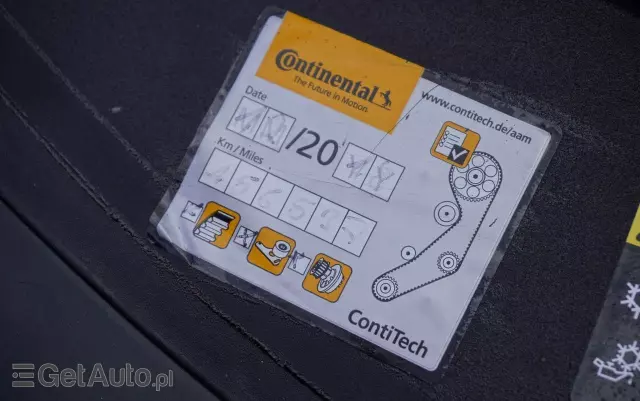 Continental
The Future in Motion
www.contitech.de/aam
Date
/20
Km / Miles
ContiTech
GetAuto.pl